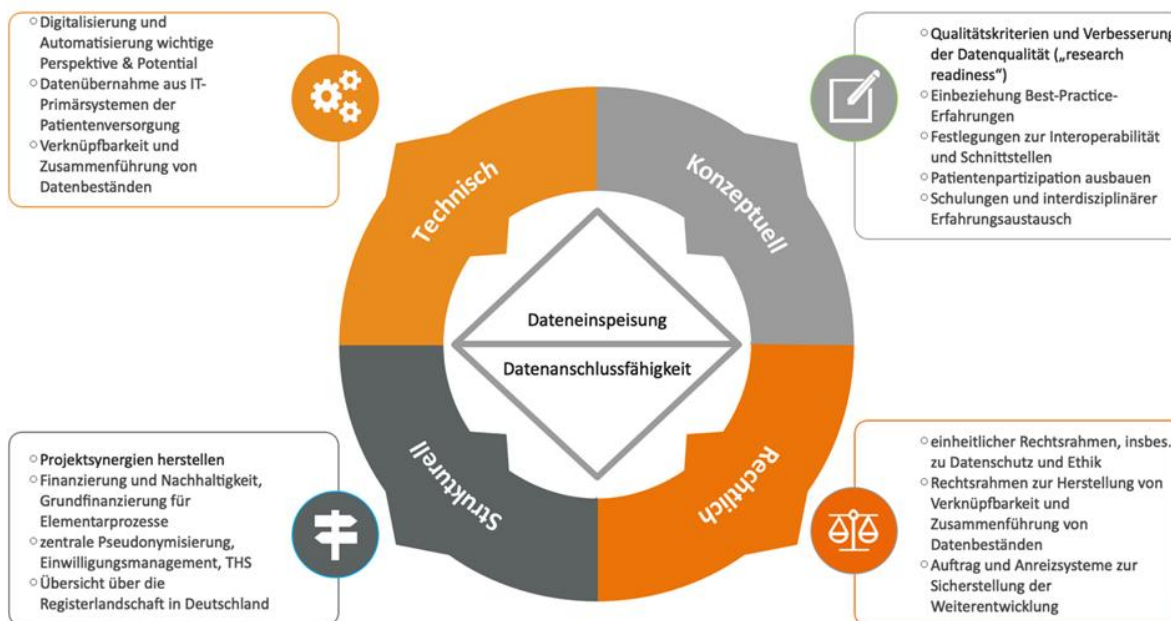 ○ Digitalisierung und
Automatisierung wichtige
Perspektive & Potential
○ Datenübernahme aus IT-
Primärsystemen der
Patientenversorgung
○ Verknüpfbarkeit und
Zusammenführung von
Datenbeständen
○ Qualitätskriterien und Verbesserung
der Datenqualität („research
readiness“)
○ Einbeziehung Best-Practice-
Erfahrungen
○ Festlegungen zur Interoperabilität
und Schnittstellen
○ Patientenpartizipation ausbauen
○ Schulungen und interdisziplinärer
Erfahrungsaustausch
Technisch
Konzeptuell
Dateneinspeisung
Datenanschlussfähigkeit
Strukturell
Rechtlich
○ Projektsynergien herstellen
○ Finanzierung und Nachhaltigkeit,
Grundfinanzierung für
Elementarprozesse
○ zentrale Pseudonymisierung,
Einwilligungsmanagement, THS
○ Übersicht über die
Registerlandschaft in Deutschland
○ einheitlicher Rechtsrahmen, insbes.
zu Datenschutz und Ethik
○ Rechtsrahmen zur Herstellung von
Verknüpfbarkeit und
Zusammenführung von
Datenbeständen
○ Auftrag und Anreizsysteme zur
Sicherstellung der
Weiterentwicklung